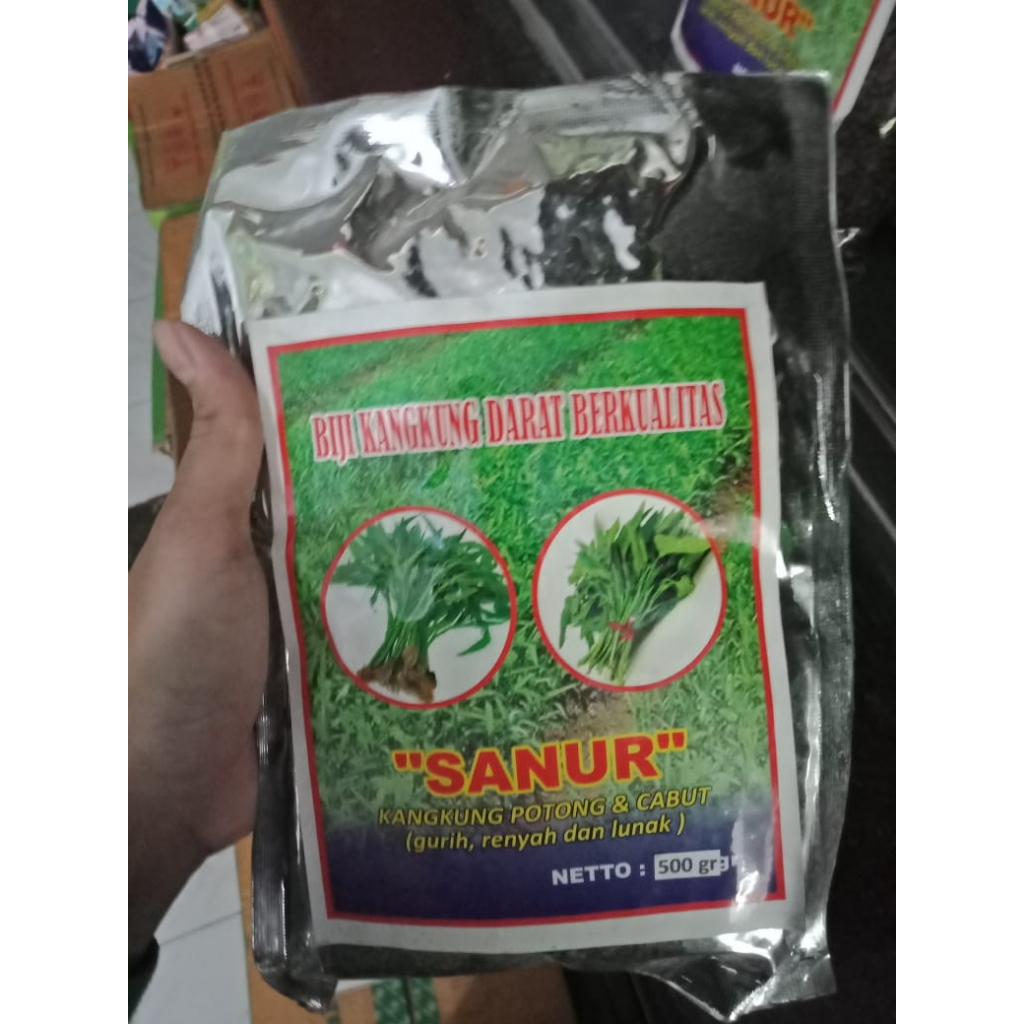 BIJI KANGKUNG DARAT BERKUALITAS
"SANUR"
KANGKUNG POTONG & CABUT
(gurih, renyah dan lunak )
NETTO : 500 gr